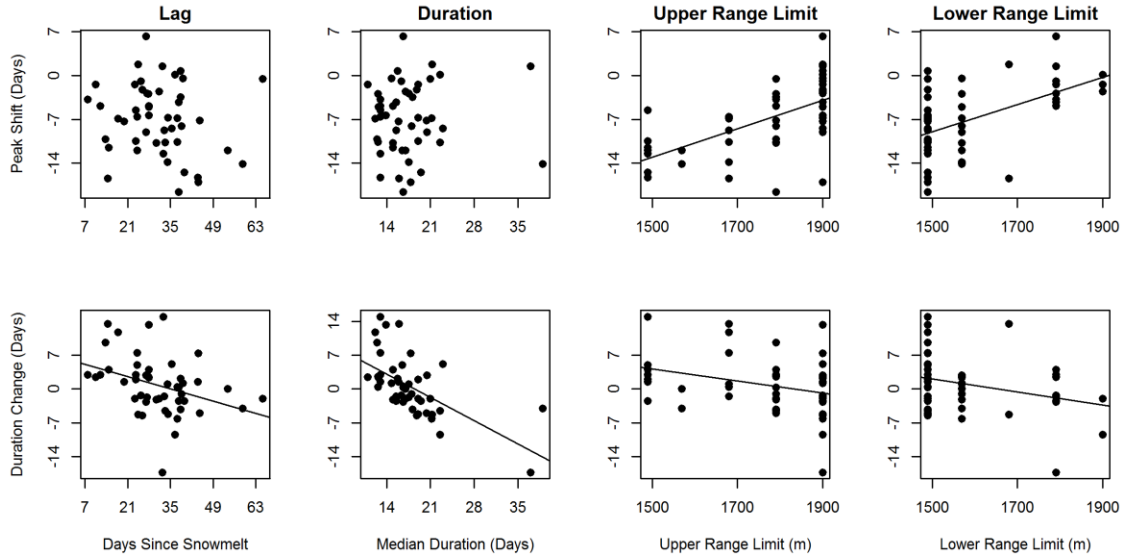 Lag Duration Upper Range Limit Lower Range Limit
Peak Shift (Days)
7
0
-7
-14
7 21 35 49 63
14 21 28 35
1500 1700 1900
1500 1700 1900
7
0
-7
-14
7
0
-7
-14
7
0
-7
-14
Duration Change (Days)
14
7
0
-7
-14
7 21 35 49 63
Days Since Snowmelt
14
7
0
-7
-14
14 21 28 35
Median Duration (Days)
14
7
0
-7
-14
1500 1700 1900
Upper Range Limit (m)
14
7
0
-7
-14
1500 1700 1900
Lower Range Limit (m)